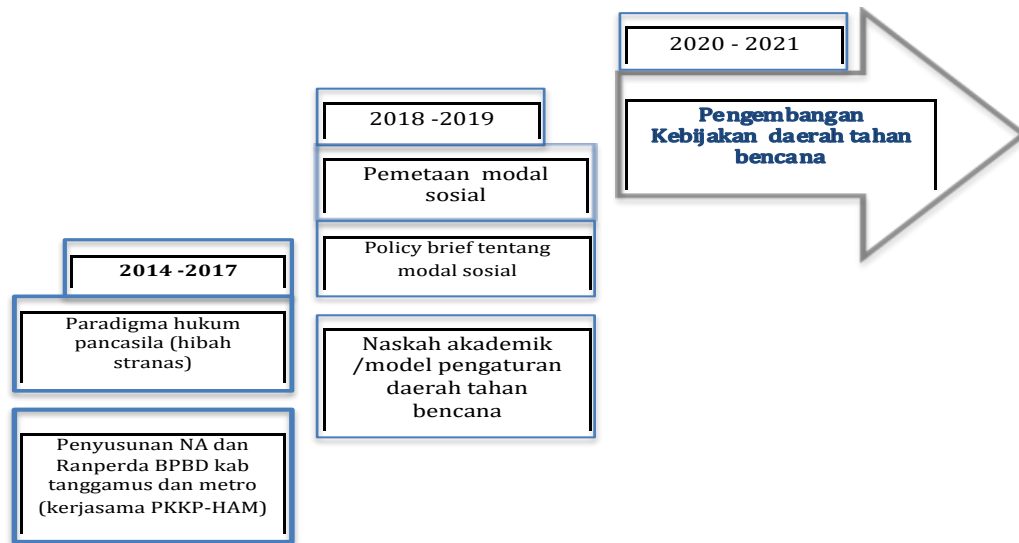 2020 - 2021
Pengembangan
Kebijakan daerah tahan
bencana
2018 -2019
Pemetaan modal
sosial
Policy brief tentang
modal sosial
Naskah akademik
/model pengaturan
daerah tahan
bencana
2014 -2017
Paradigma hukum
pancasila (hibah
stranas)
Penyusunan NA dan
Ranperda BPBD kab
tanggamus dan metro
(kerjasama PKKP-HAM)